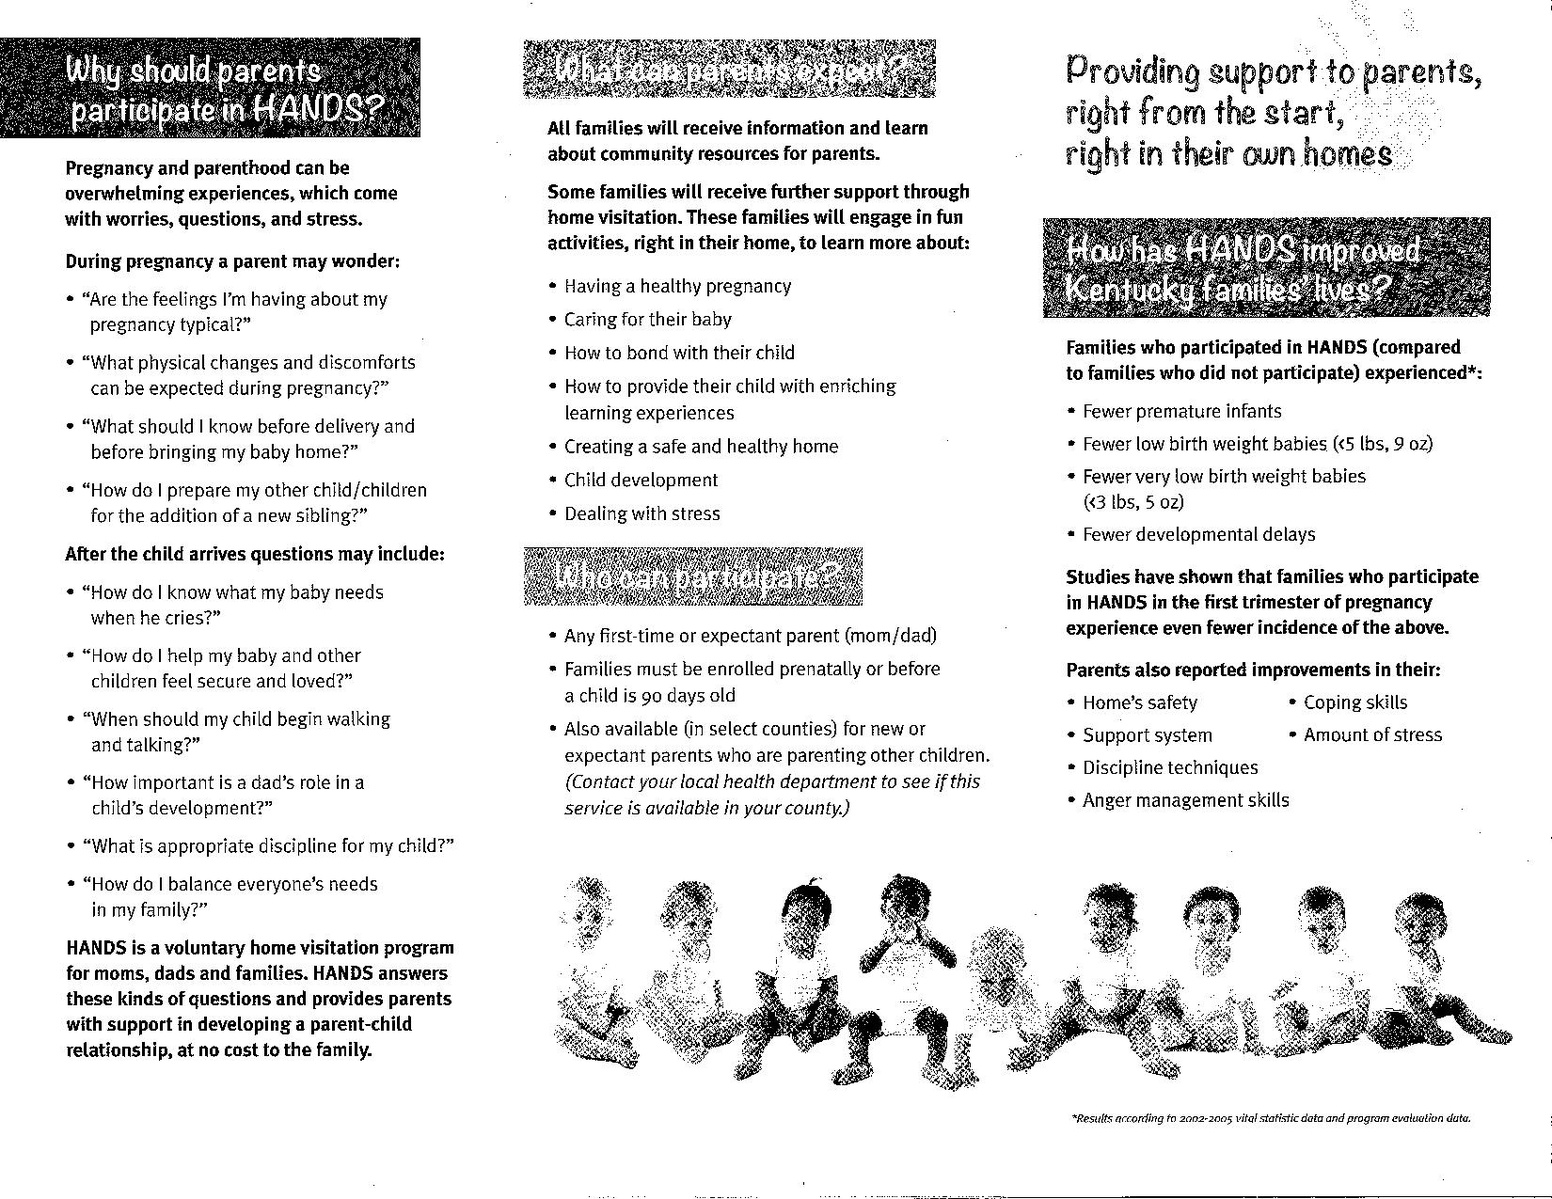 Why should parents
participate in HANDS?
Pregnancy and parenthood can be
overwhelming experiences, which come
with worries, questions, and stress.
During pregnancy a parent may wonder:
• “Are the feelings I’m having about my
pregnancy typical?”
• “What physical changes and discomforts
can be expected during pregnancy?”
• “What should I know before delivery and
before bringing my baby home?”
• “How do I prepare my other child/children
for the addition of a new sibling?”
After the child arrives questions may include:
• “How do I know what my baby needs
when he cries?”
• “How do I help my baby and other
children feel secure and loved?”
• “When should my child begin walking
and talking?”
• “How important is a dad’s role in a
child’s development?”
• “What is appropriate discipline for my child?”
• “How do I balance everyone’s needs
in my family?”
HANDS is a voluntary home visitation program
for moms, dads and families. HANDS answers
these kinds of questions and provides parents
with support in developing a parent-child
relationship, at no cost to the family.
What can parents expect?
All families will receive information and learn
about community resources for parents.
Some families will receive further support through
home visitation. These families will engage in fun
activities, right in their home, to learn more about:
• Having a healthy pregnancy
• Caring for their baby
• How to bond with their child
• How to provide their child with enriching
learning experiences
• Creating a safe and healthy home
• Child development
• Dealing with stress
Who can participate?
• Any first-time or expectant parent (mom/dad)
• Families must be enrolled prenatally or before
a child is 90 days old
• Also available (in select counties) for new or
expectant parents who are parenting other children.
(Contact your local health department to see if this
service is available in your county.)
Providing support to parents,
right from the start,
right in their own homes
How has HANDS improved
Kentucky families’ lives?
Families who participated in HANDS (compared
to families who did not participate) experienced*:
• Fewer premature infants
• Fewer low birth weight babies (<5 lbs, 9 oz)
• Fewer very low birth weight babies
(<3 lbs, 5 oz)
• Fewer developmental delays
Studies have shown that families who participate
in HANDS in the first trimester of pregnancy
experience even fewer incidence of the above.
Parents also reported improvements in their:
• Home’s safety
• Support system
• Discipline techniques
• Anger management skills
• Coping skills
• Amount of stress
*Results according to 2002-2005 vital statistic data and program evaluation data.